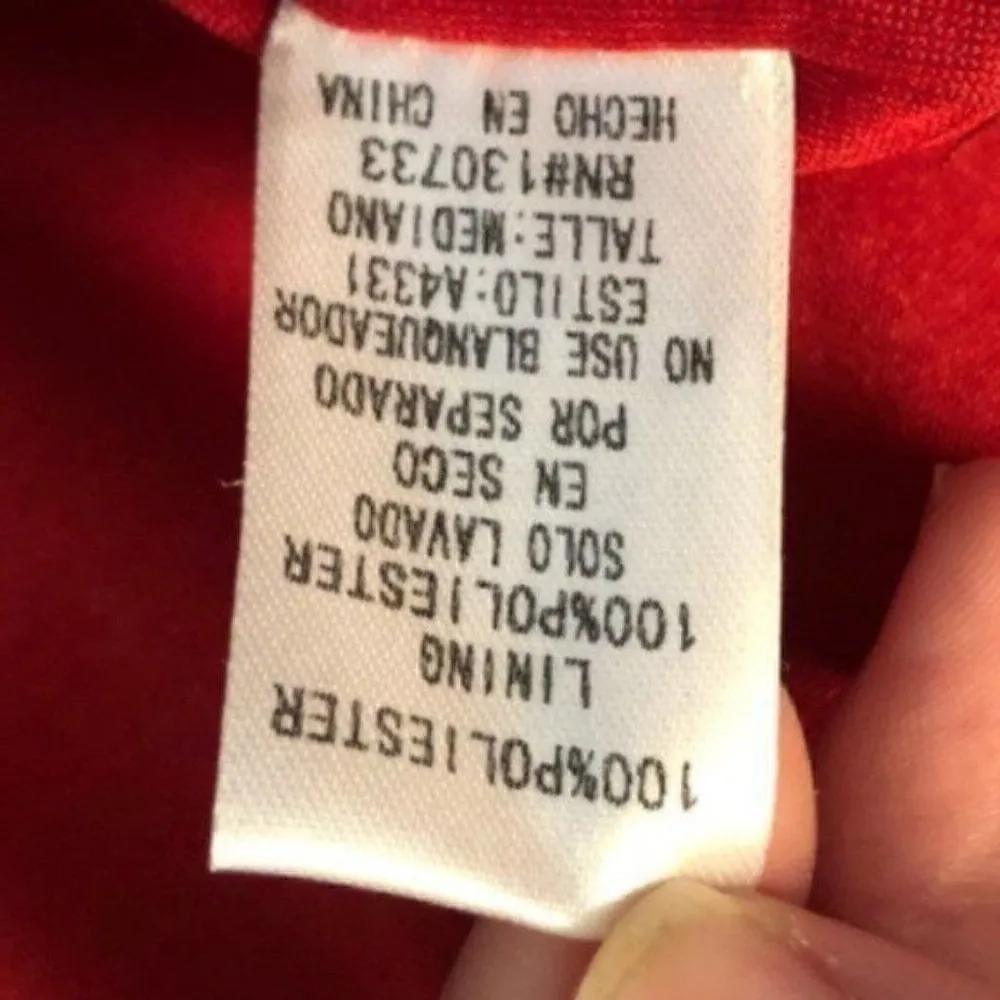 100%POLIESTER
LINING
100%POLIESTER
SOLO LAVADO
EN SECO
POR SEPARADO
NO USE BLANQUEADOR
ESTILO:A4331
TALLE:MEDIANO
RN#130733
HECHO EN CHINA